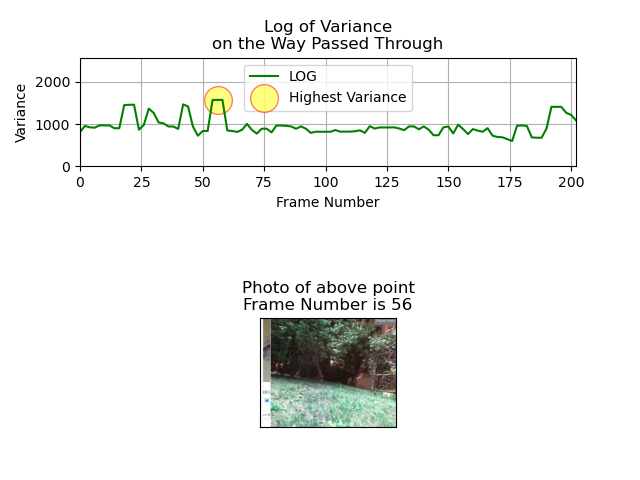 Log of Variance
on the Way Passed Through
Variance
2000
1000
0
LOG
Highest Variance
0 25 50 75 100 125 150 175 200
Frame Number
Photo of above point
Frame Number is 56